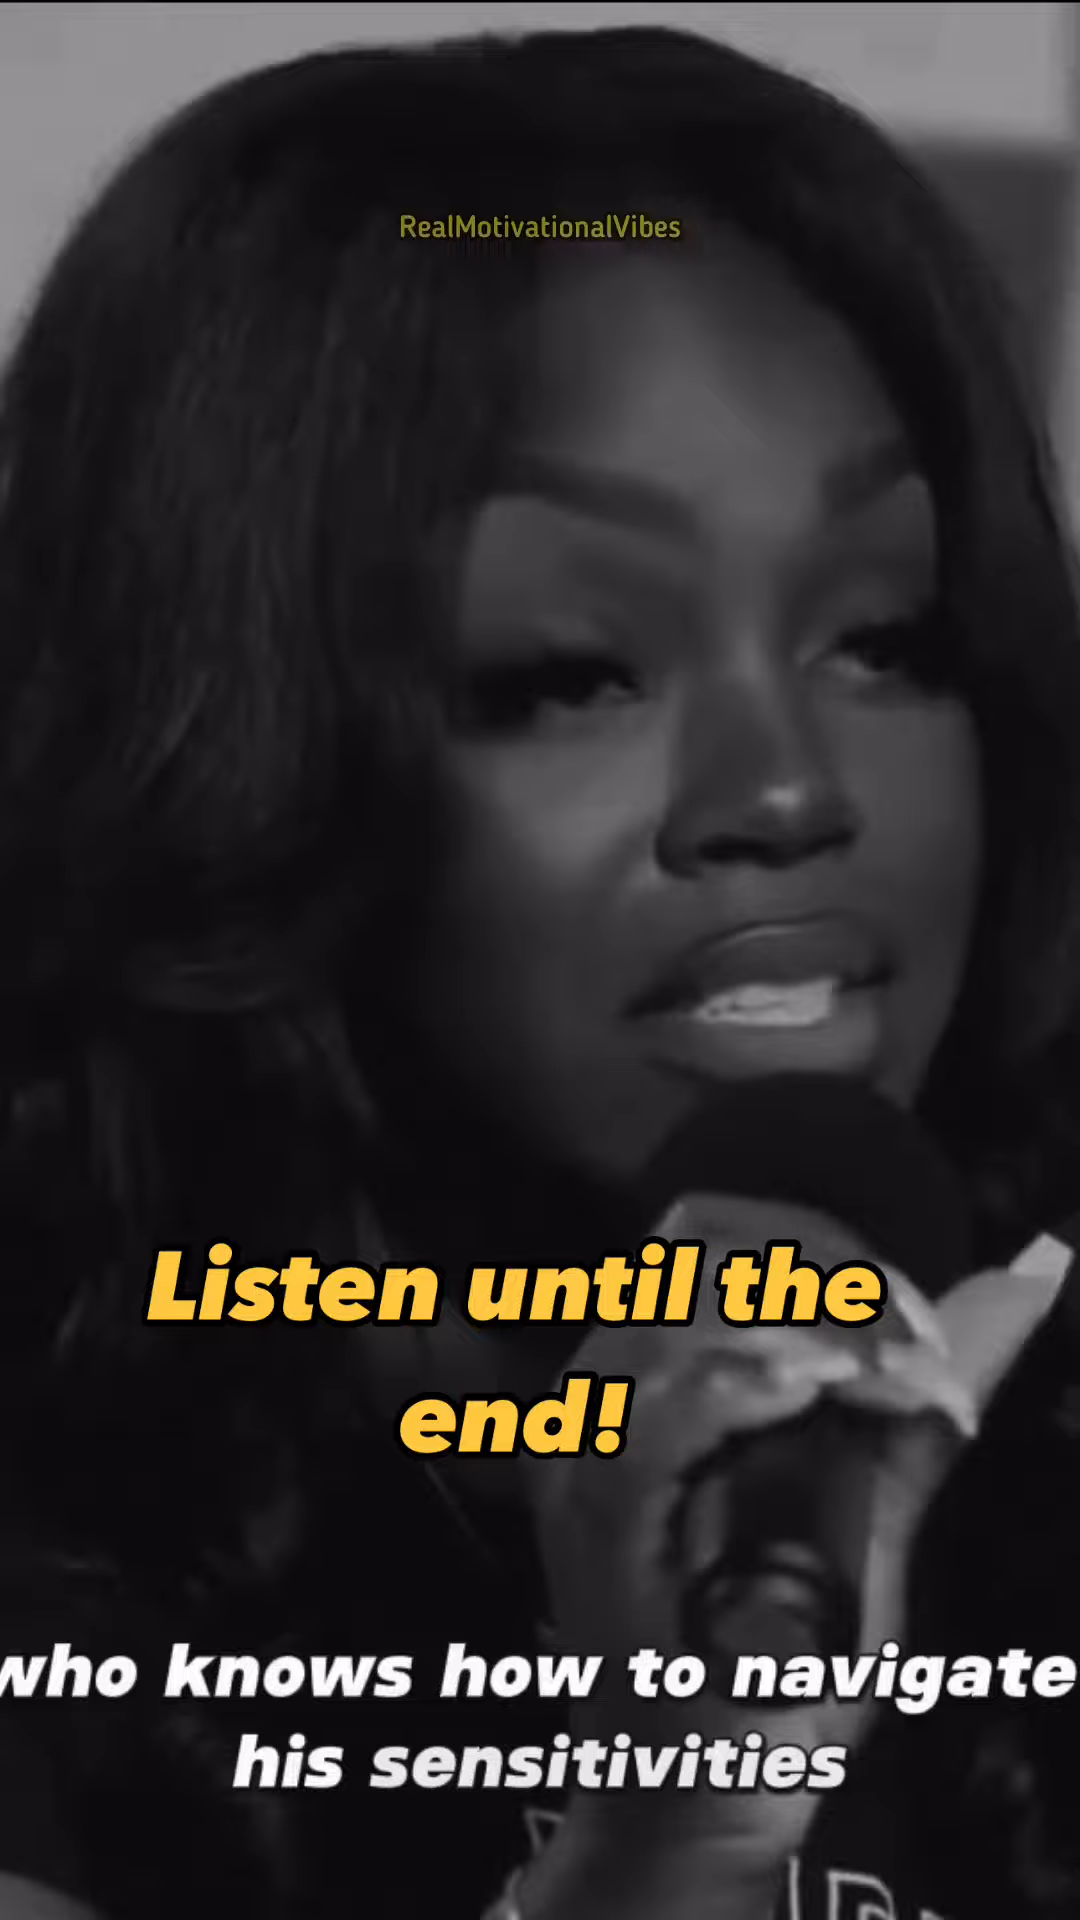 RealMotivationalVibes
Listen until the
end!
who knows how to navigate
his sensitivities